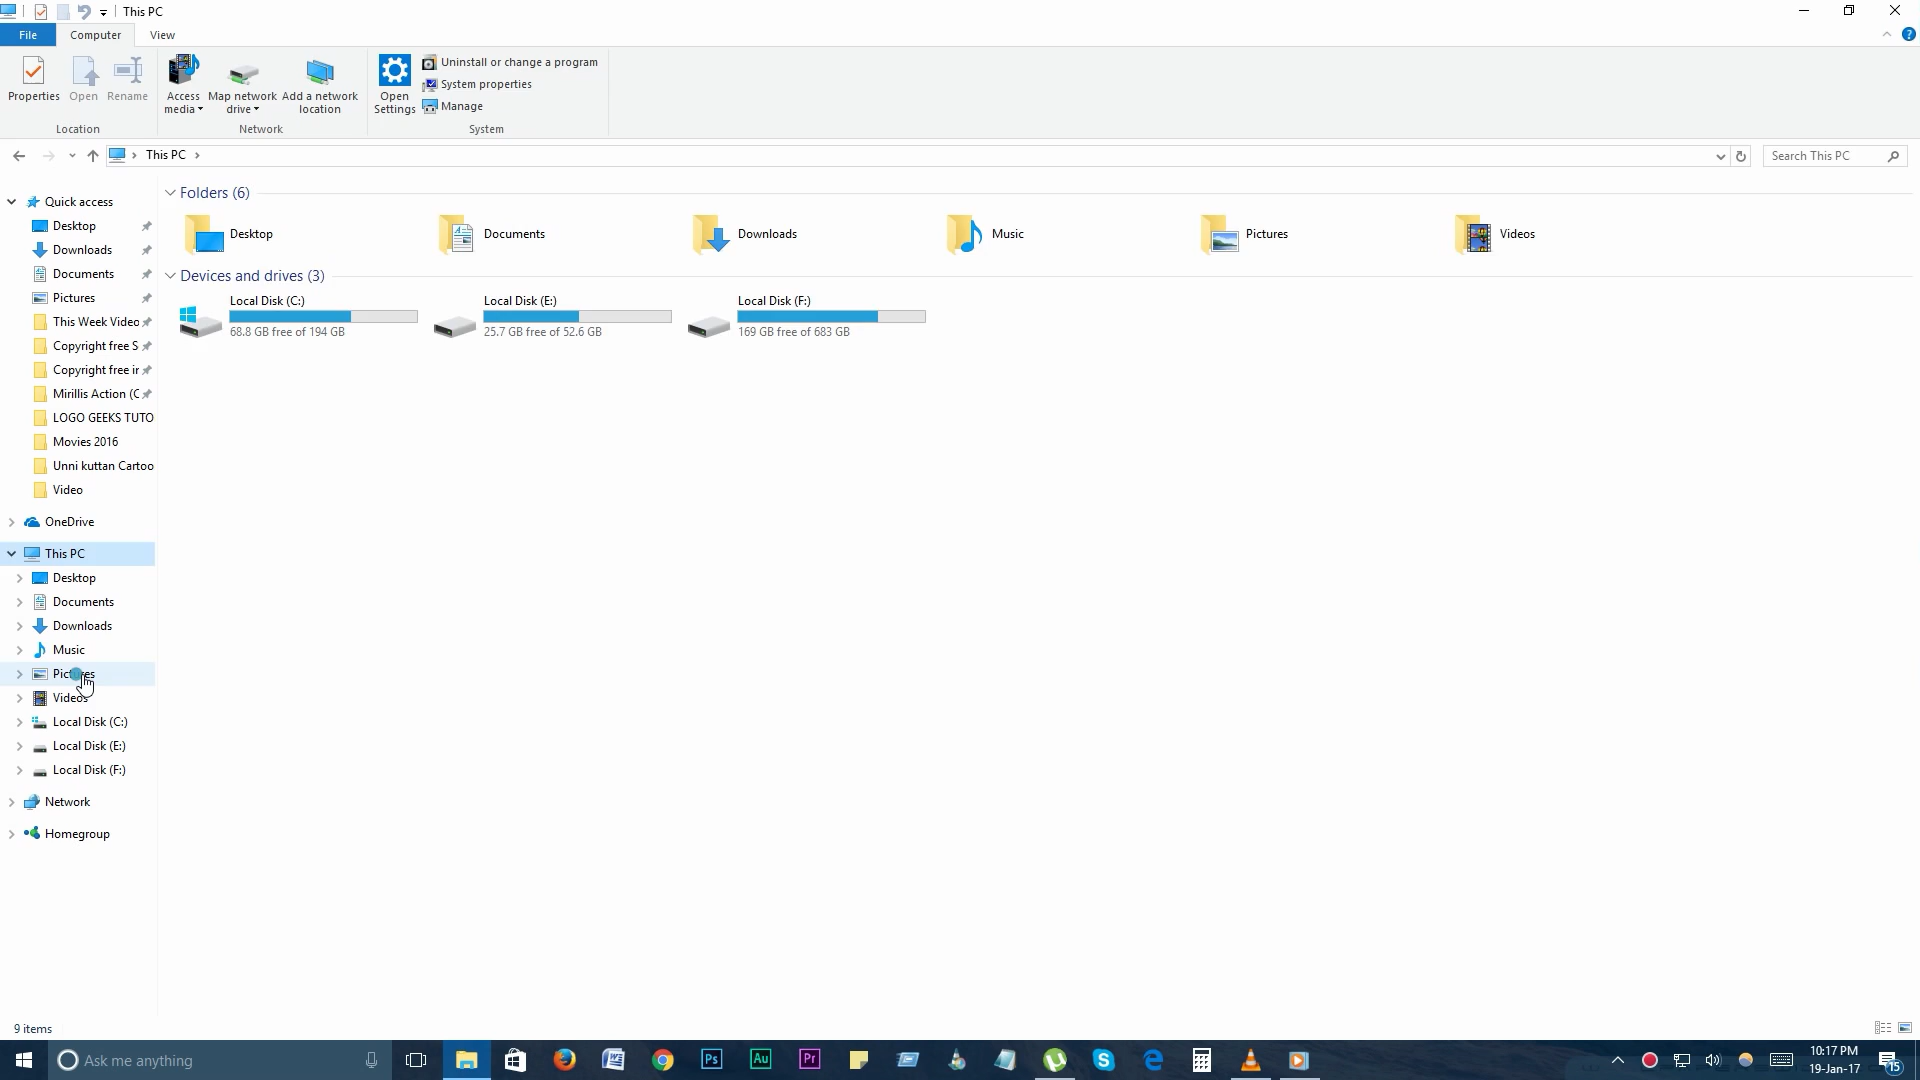 This PC
File
Computer
View
Properties
Open
Rename
Access media
Map network drive
Add a network location
Open Settings
Uninstall or change a program
System properties
Manage
Location
Network
System
This PC
Search This PC
Quick access
Desktop
Downloads
Documents
Pictures
This Week Video
Copyright free S
Copyright free ir
Mirillis Action (C
LOGO GEEKS TUTO
Movies 2016
Unni kuttan Cartoo
Video
OneDrive
This PC
Desktop
Documents
Downloads
Music
Pictures
Videos
Local Disk (C:)
Local Disk (E:)
Local Disk (F:)
Network
Homegroup
Folders (6)
Desktop
Documents
Downloads
Music
Pictures
Videos
Devices and drives (3)
Local Disk (C:)
68.8 GB free of 194 GB
Local Disk (E:)
25.7 GB free of 52.6 GB
Local Disk (F:)
169 GB free of 683 GB
9 items
Ask me anything
Ps
Au
Pr
10:17 PM
19-Jan-17
15